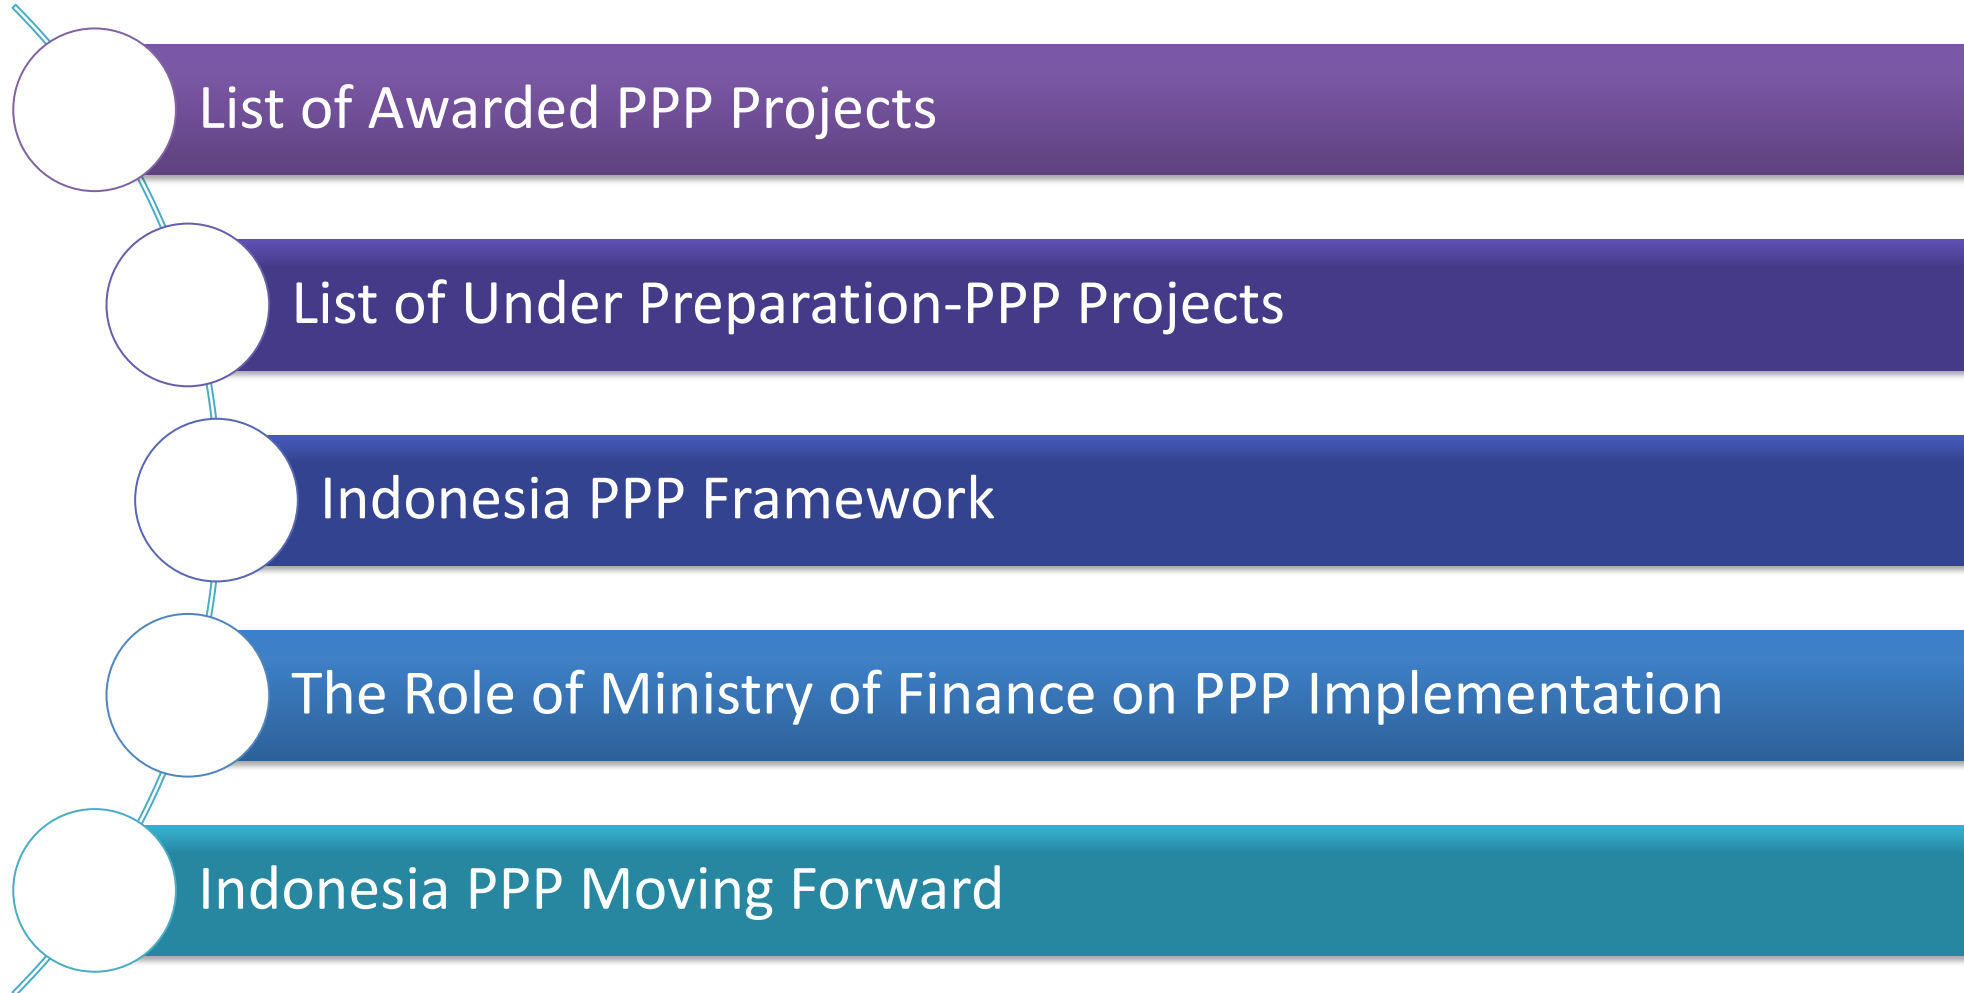 List of Awarded PPP Projects
List of Under Preparation-PPP Projects
Indonesia PPP Framework
The Role of Ministry of Finance on PPP Implementation
Indonesia PPP Moving Forward